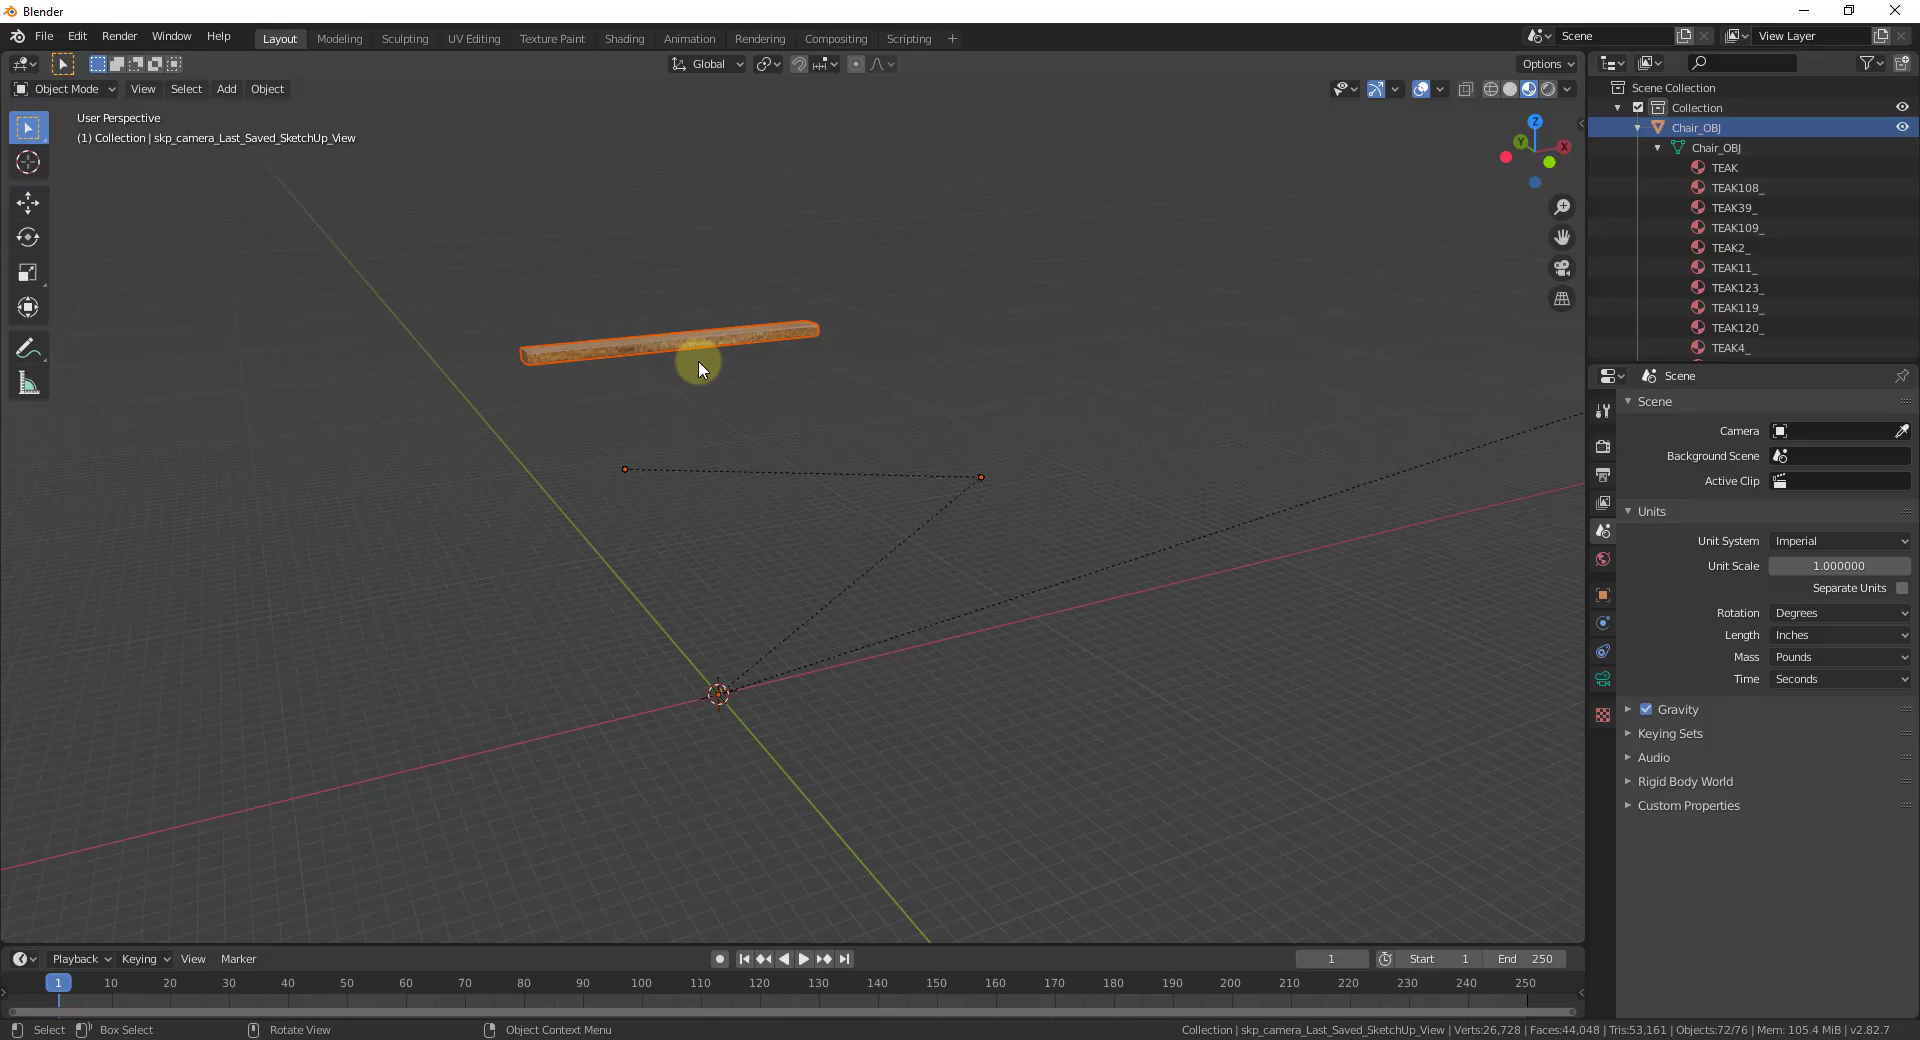 Blender
File Edit Render Window Help Layout Modeling Sculpting UV Editing Texture Paint Shading Animation Rendering Compositing Scripting Scene View Layer
Global Options
Object Mode View Select Add Object
User Perspective
(1) Collection | skp_camera_Last_Saved_SketchUp_View
Z
Y
X
Scene Collection
Collection
Chair_OBJ
Chair_OBJ
TEAK
TEAK108_
TEAK39_
TEAK109_
TEAK2_
TEAK11_
TEAK123_
TEAK119_
TEAK120_
TEAK4_
Scene
Scene
Camera
Background Scene
Active Clip
Units
Unit System Imperial
Unit Scale 1.000000
Separate Units
Rotation Degrees
Length Inches
Mass Pounds
Time Seconds
Gravity
Keying Sets
Audio
Rigid Body World
Custom Properties
Playback Keying View Marker 1 Start 1 End 250
1 10 20 30 40 50 60 70 80 90 100 110 120 130 140 150 160 170 180 190 200 210 220 230 240 250
Select Box Select Rotate View Object Context Menu Collection | skp_camera_Last_Saved_SketchUp_View | Verts:26,728 | Faces:44,048 | Tris:53,161 | Objects:72/76 | Mem: 105.4 MiB | v2.82.7